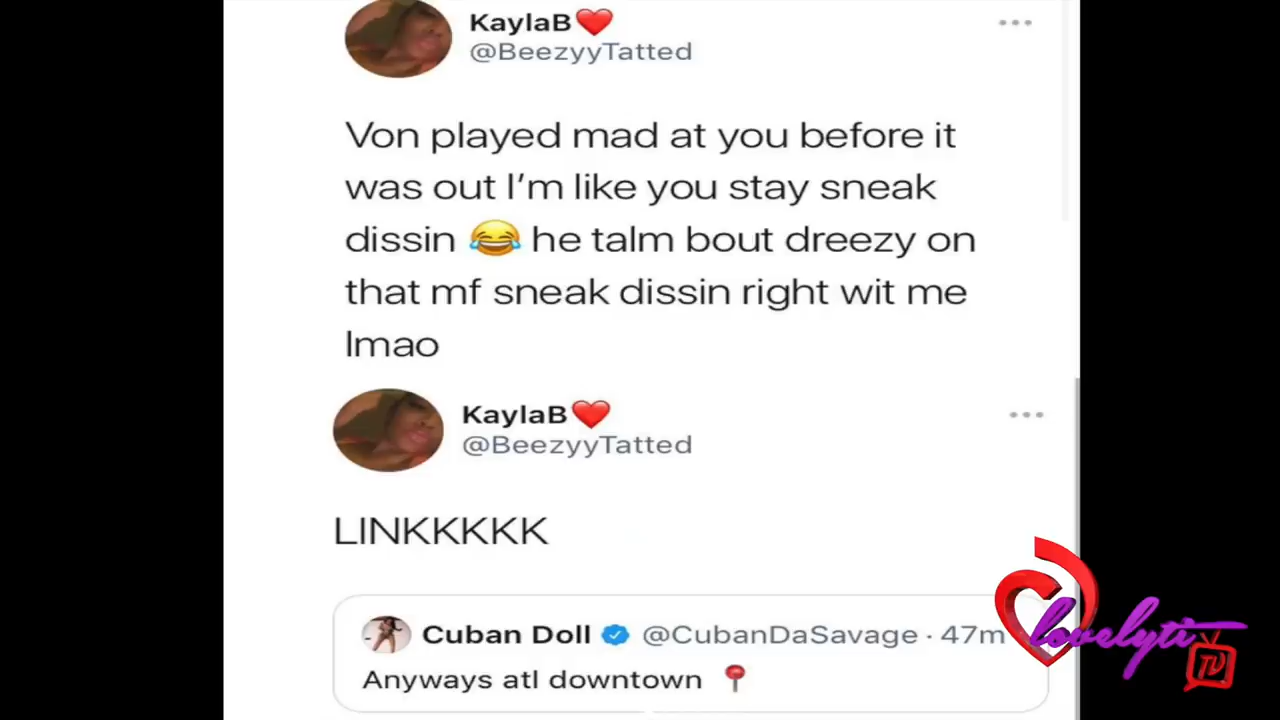 KaylaB❤️
@BeezyyTatted
Von played mad at you before it
was out I'm like you stay sneak
dissin 😂 he talm bout dreezy on
that mf sneak dissin right wit me
lmao
KaylaB❤️
@BeezyyTatted
LINKKKKK
Cuban Doll @CubanDaSavage · 47m
Anyways atl downtown 📍
lovelyti
TV